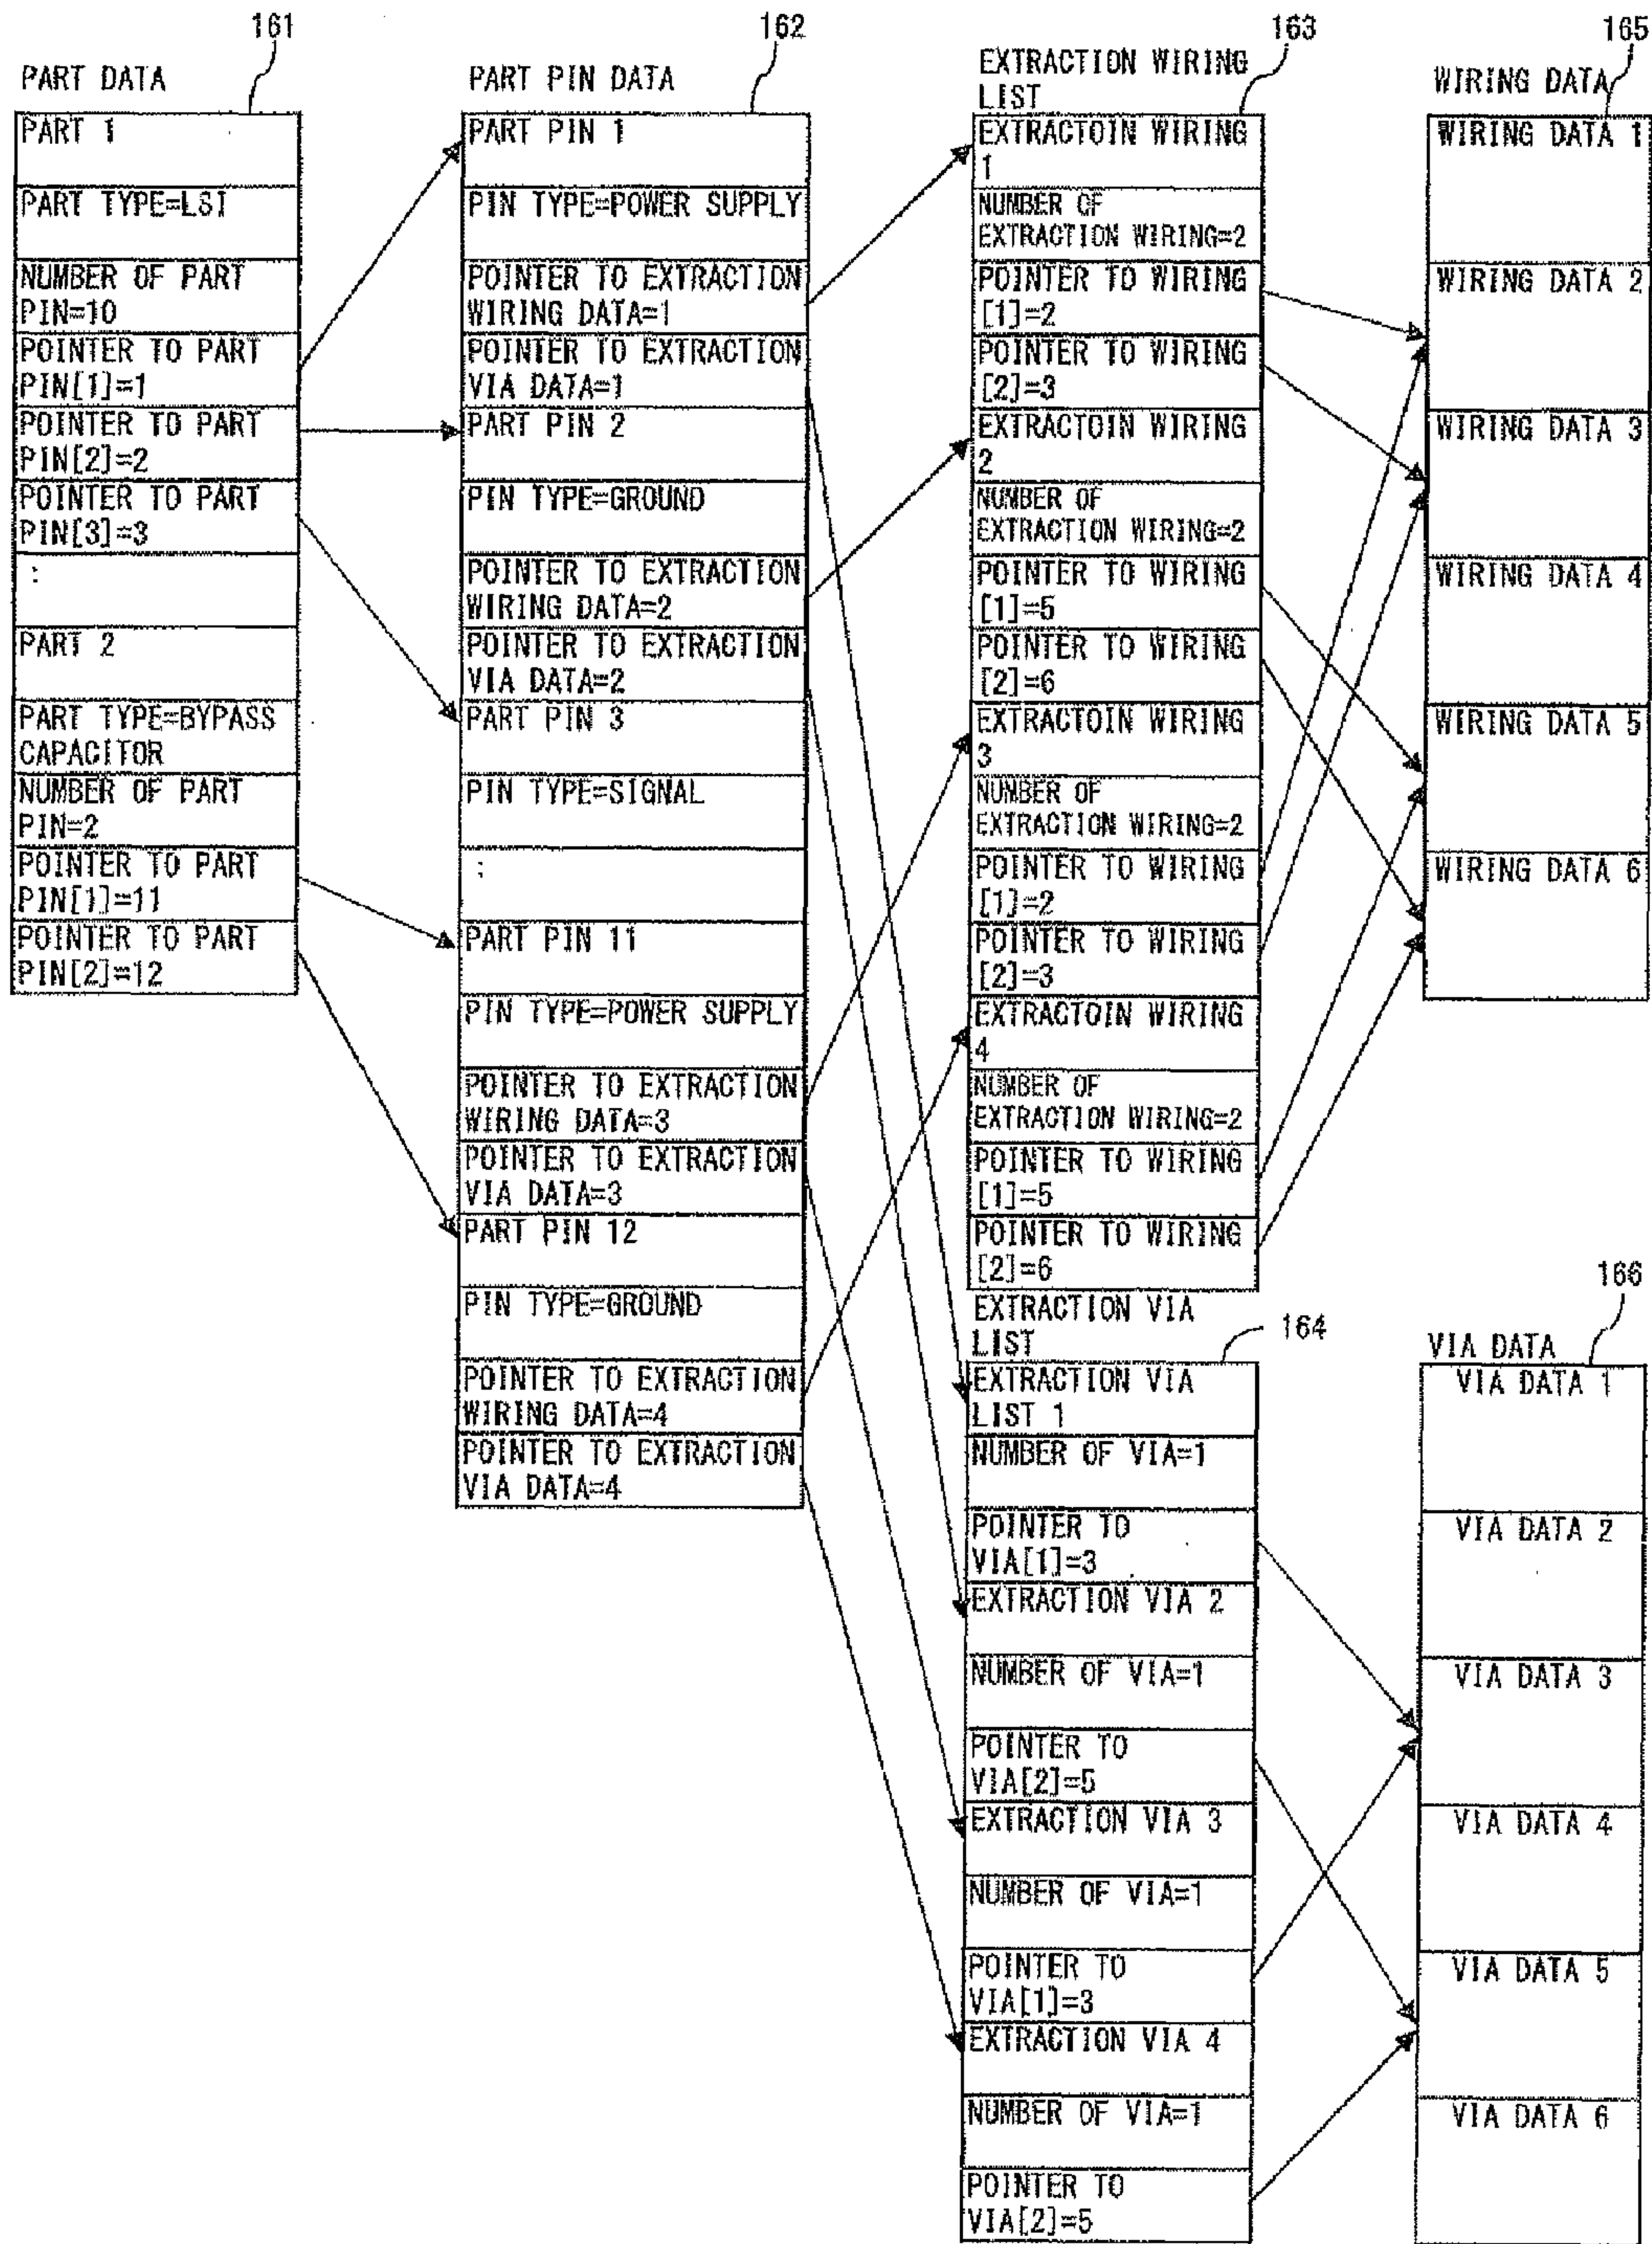 161
PART DATA
PART 1
PART TYPE=LSI
NUMBER OF PART
PIN=10
POINTER TO PART
PIN[1]=1
POINTER TO PART
PIN[2]=2
POINTER TO PART
PIN[3]=3
:
PART 2
PART TYPE=BYPASS
CAPACITOR
NUMBER OF PART
PIN=2
POINTER TO PART
PIN[1]=11
POINTER TO PART
PIN[2]=12
162
PART PIN DATA
PART PIN 1
PIN TYPE=POWER SUPPLY
POINTER TO EXTRACTION
WIRING DATA=1
POINTER TO EXTRACTION
VIA DATA=1
PART PIN 2
PIN TYPE=GROUND
POINTER TO EXTRACTION
WIRING DATA=2
POINTER TO EXTRACTION
VIA DATA=2
PART PIN 3
PIN TYPE=SIGNAL
:
PART PIN 11
PIN TYPE=POWER SUPPLY
POINTER TO EXTRACTION
WIRING DATA=3
POINTER TO EXTRACTION
VIA DATA=3
PART PIN 12
PIN TYPE=GROUND
POINTER TO EXTRACTION
WIRING DATA=4
POINTER TO EXTRACTION
VIA DATA=4
163
EXTRACTION WIRING
LIST
EXTRACTOIN WIRING
1
NUMBER OF
EXTRACTION WIRING=2
POINTER TO WIRING
[1]=2
POINTER TO WIRING
[2]=3
EXTRACTOIN WIRING
2
NUMBER OF
EXTRACTION WIRING=2
POINTER TO WIRING
[1]=5
POINTER TO WIRING
[2]=6
EXTRACTOIN WIRING
3
NUMBER OF
EXTRACTION WIRING=2
POINTER TO WIRING
[1]=2
POINTER TO WIRING
[2]=3
EXTRACTOIN WIRING
4
NUMBER OF
EXTRACTION WIRING=2
POINTER TO WIRING
[1]=5
POINTER TO WIRING
[2]=6
EXTRACTION VIA
LIST
164
EXTRACTION VIA
LIST 1
NUMBER OF VIA=1
POINTER TO
VIA[1]=3
EXTRACTION VIA 2
NUMBER OF VIA=1
POINTER TO
VIA[2]=5
EXTRACTION VIA 3
NUMBER OF VIA=1
POINTER TO
VIA[1]=3
EXTRACTION VIA 4
NUMBER OF VIA=1
POINTER TO
VIA[2]=5
165
WIRING DATA
WIRING DATA 1
WIRING DATA 2
WIRING DATA 3
WIRING DATA 4
WIRING DATA 5
WIRING DATA 6
166
VIA DATA
VIA DATA 1
VIA DATA 2
VIA DATA 3
VIA DATA 4
VIA DATA 5
VIA DATA 6